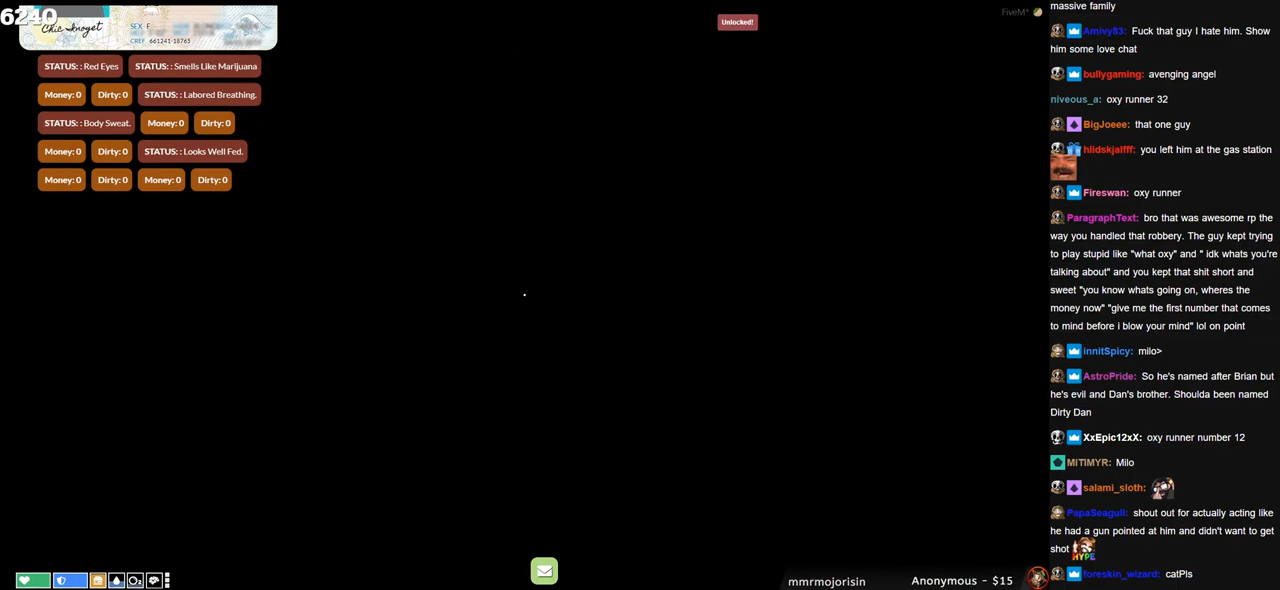 6240
Chic Inoget
SEX F
CREF 661241-18765
Unlocked!
FiveM*
STATUS: : Red Eyes
STATUS: : Smells Like Marijuana
Money: 0
Dirty: 0
STATUS: : Labored Breathing.
STATUS: : Body Sweat.
Money: 0
Dirty: 0
Money: 0
Dirty: 0
STATUS: : Looks Well Fed.
Money: 0
Dirty: 0
Money: 0
Dirty: 0
O2
mmrmojorisin
Anonymous - $15
massive family
Amivy83: Fuck that guy I hate him. Show
him some love chat
bullygaming: avenging angel
niveous_a: oxy runner 32
BigJoeee: that one guy
hlidskjalfff: you left him at the gas station
Fireswan: oxy runner
ParagraphText: bro that was awesome rp the
way you handled that robbery. The guy kept trying
to play stupid like "what oxy" and " idk whats you're
talking about" and you kept that shit short and
sweet "you know whats going on, wheres the
money now" "give me the first number that comes
to mind before i blow your mind" lol on point
innitSpicy: milo>
AstroPride: So he's named after Brian but
he's evil and Dan's brother. Shoulda been named
Dirty Dan
XxEpic12xX: oxy runner number 12
MITIMYR: Milo
salami_sloth:
PapaSeagull: shout out for actually acting like
he had a gun pointed at him and didn't want to get
shot
HYPE
foreskin_wizard: catPls